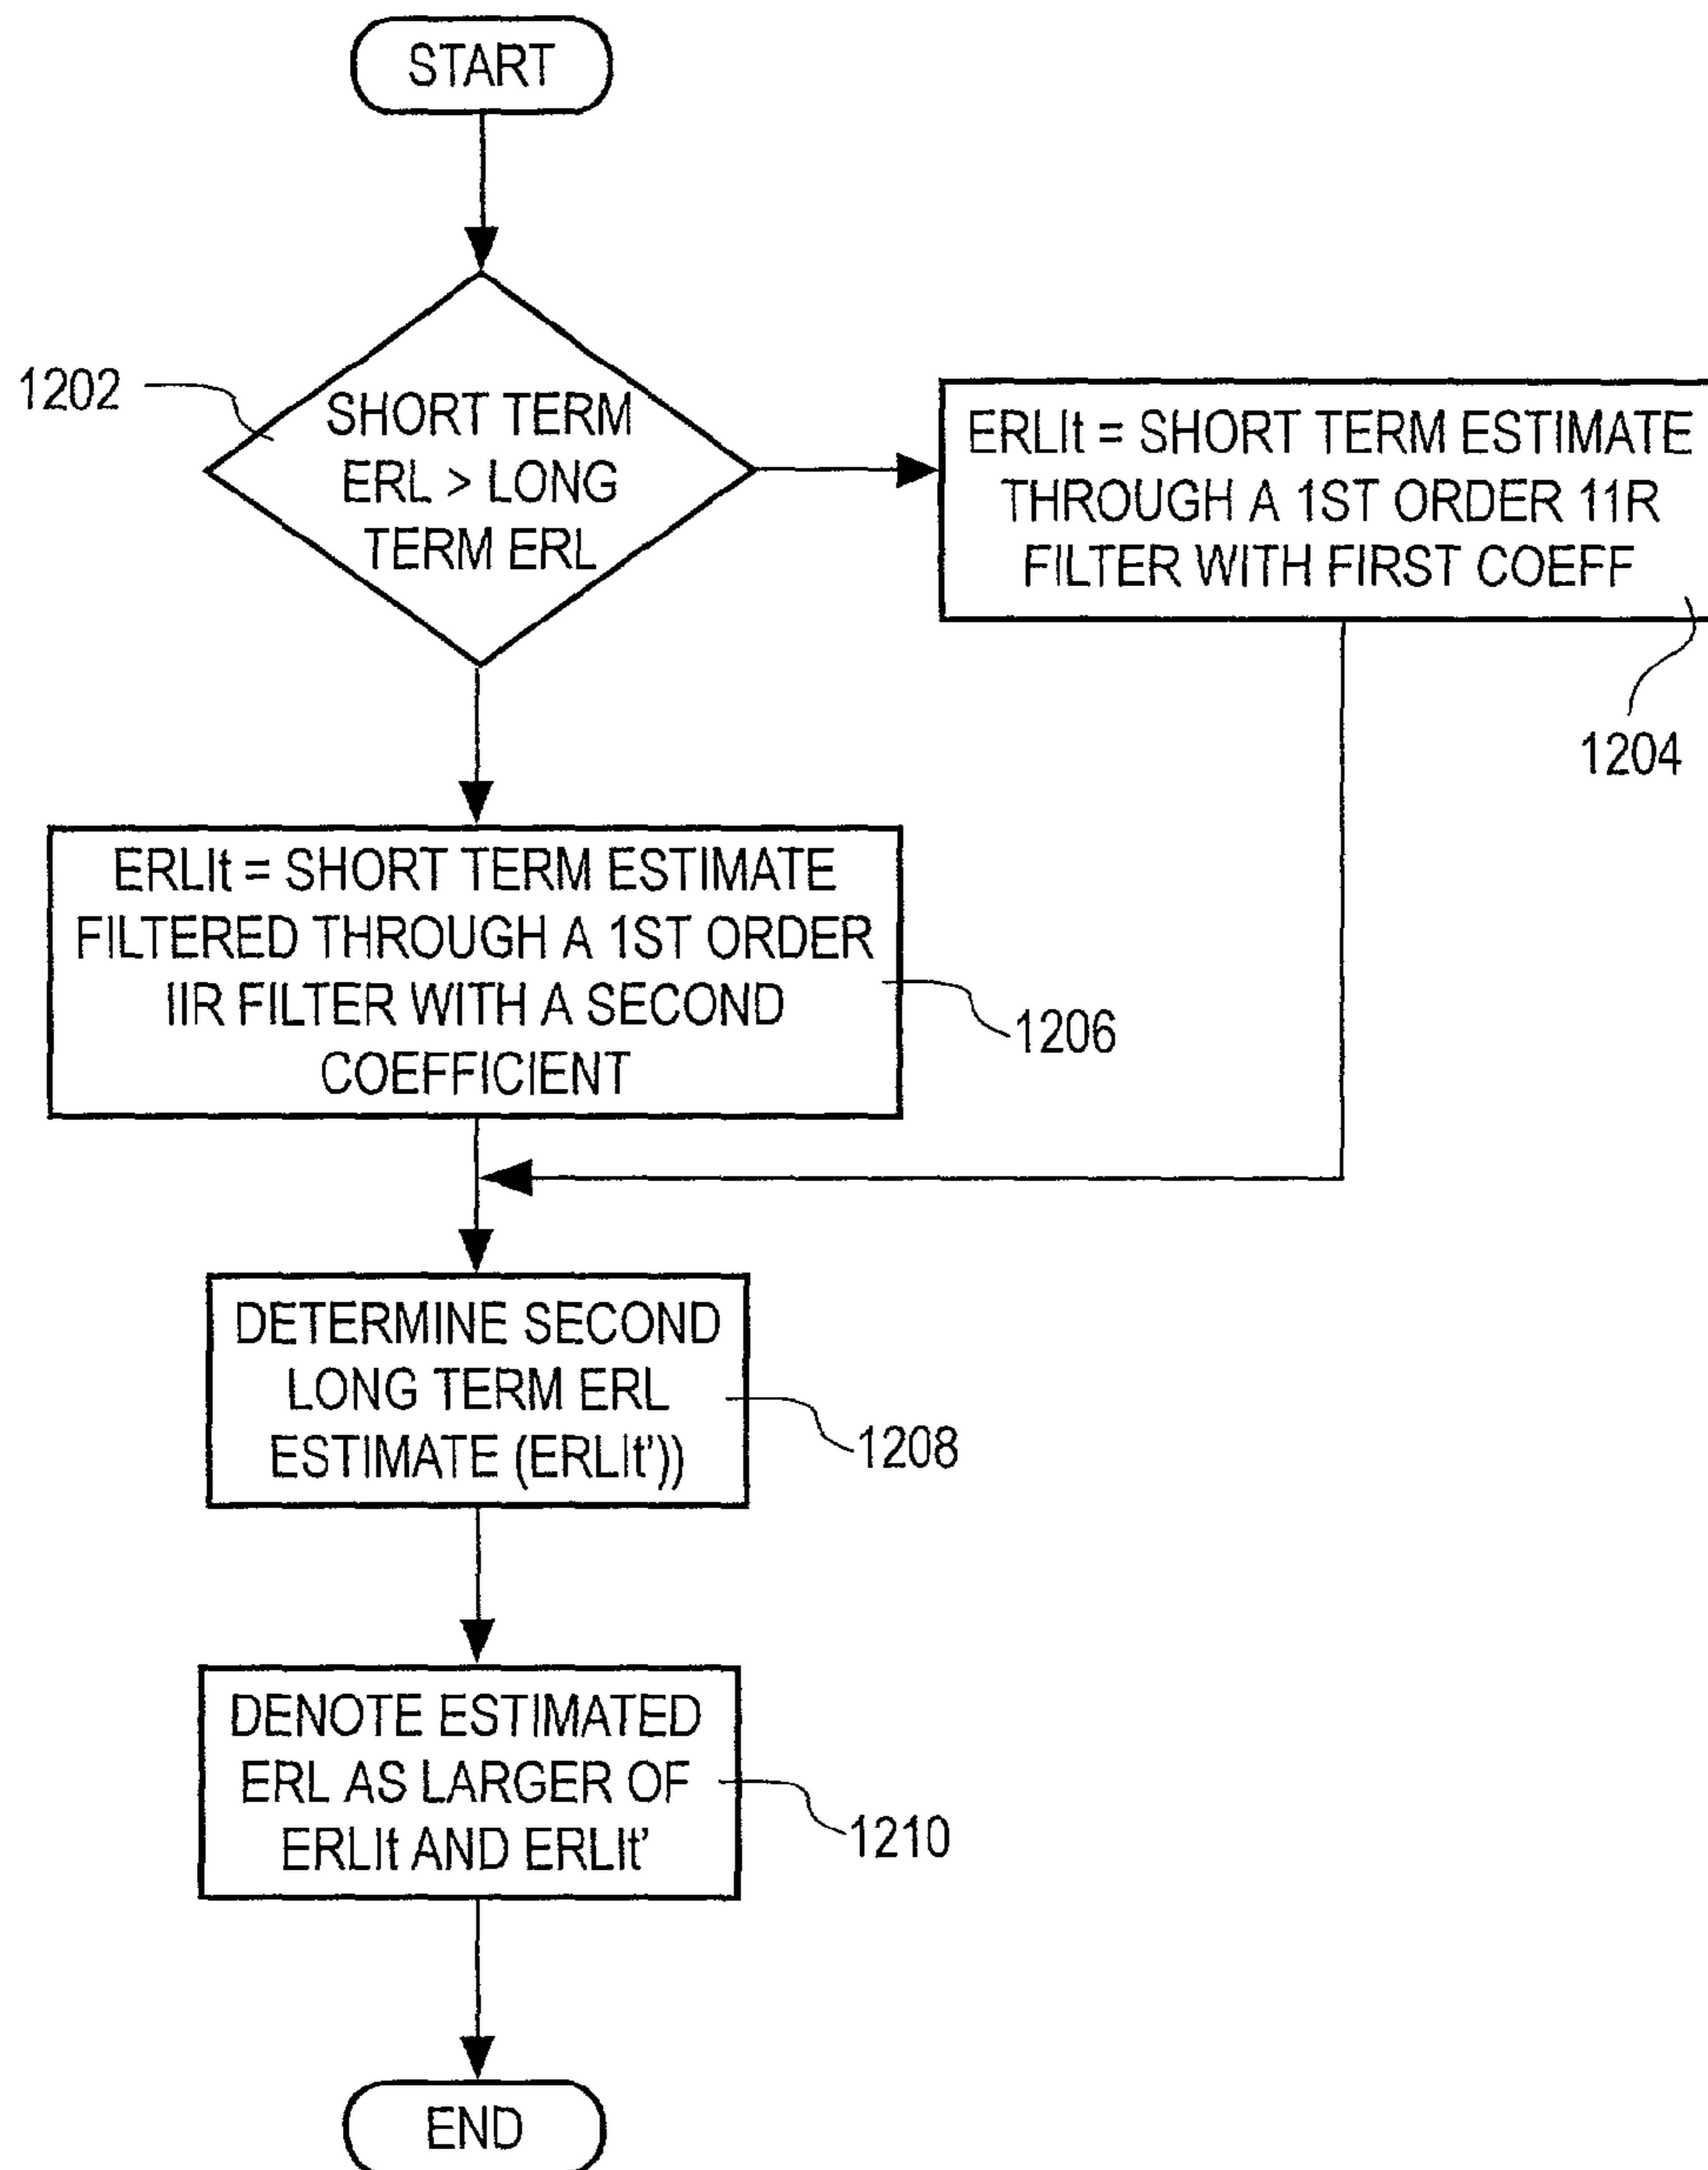 START
1202
SHORT TERM
ERL > LONG
TERM ERL
ERLlt = SHORT TERM ESTIMATE
THROUGH A 1ST ORDER 11R
FILTER WITH FIRST COEFF
1204
ERLlt = SHORT TERM ESTIMATE
FILTERED THROUGH A 1ST ORDER
IIR FILTER WITH A SECOND
COEFFICIENT
1206
DETERMINE SECOND
LONG TERM ERL
ESTIMATE (ERLlt'))
1208
DENOTE ESTIMATED
ERL AS LARGER OF
ERLlt AND ERLlt'
1210
END